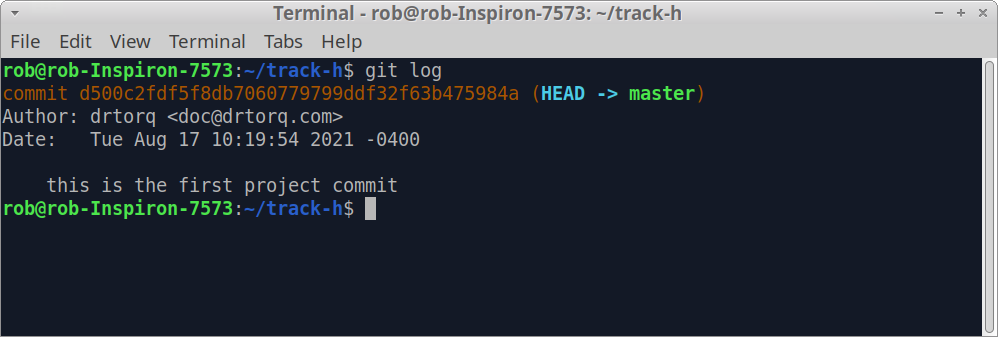 Terminal - rob@rob-Inspiron-7573: ~/track-h
File Edit View Terminal Tabs Help
rob@rob-Inspiron-7573:~/track-h$ git log
commit d500c2fdf5f8db7060779799ddf32f63b475984a (HEAD -> master)
Author: drtorq <doc@drtorq.com>
Date:   Tue Aug 17 10:19:54 2021 -0400
    this is the first project commit
rob@rob-Inspiron-7573:~/track-h$